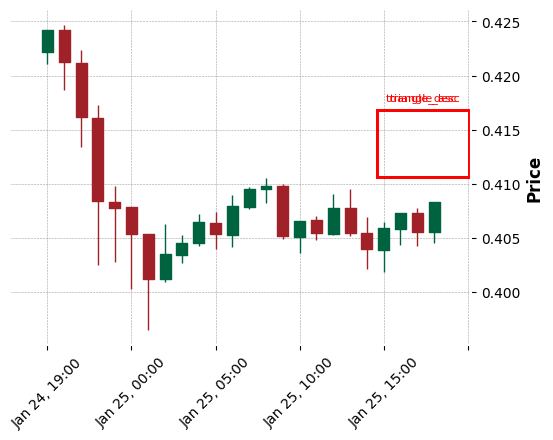 0.425
0.420
0.415
0.410
0.405
0.400
Price
Jan 24, 19:00
Jan 25, 00:00
Jan 25, 05:00
Jan 25, 10:00
Jan 25, 15:00